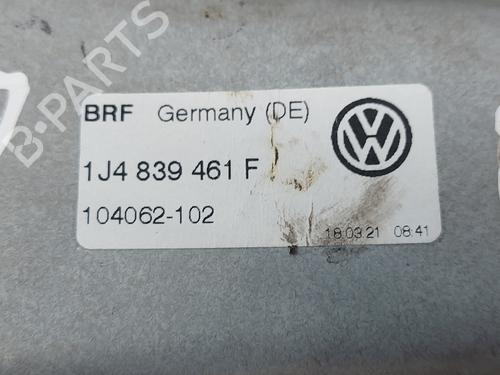 BRF Germany (DE)
1J4 839 461 F
104062-102
18.03.21 08:41
B-PARTS